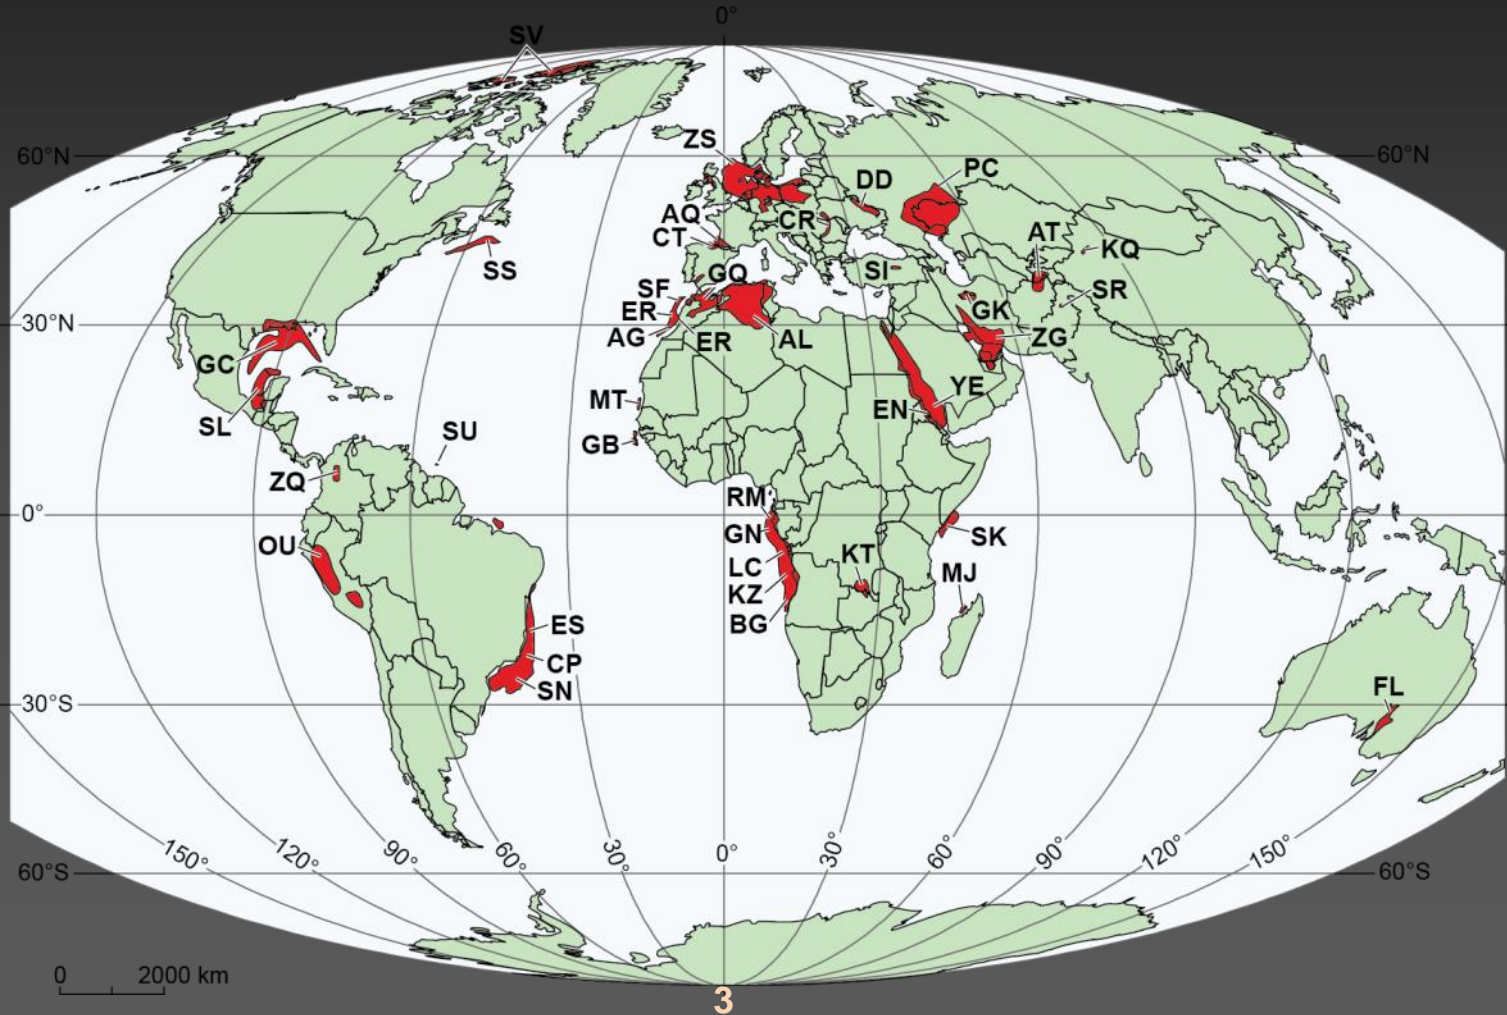 0°
SV
ZS
60°N
60°N
PC
DD
AQ
CR
CT
AT
KQ
SS
SI
GQ
SF
SR
ER
GK
30°N
30°N
AG
ER
AL
ZG
GC
YE
MT
EN
SL
SU
GB
ZQ
RM
0°
0°
GN
SK
OU
KT
LC
MJ
KZ
BG
ES
CP
SN
FL
30°S
30°S
150°
120°
90°
60°
30°
0°
30°
60°
90°
120°
150°
60°S
60°S
0 2000 km
3